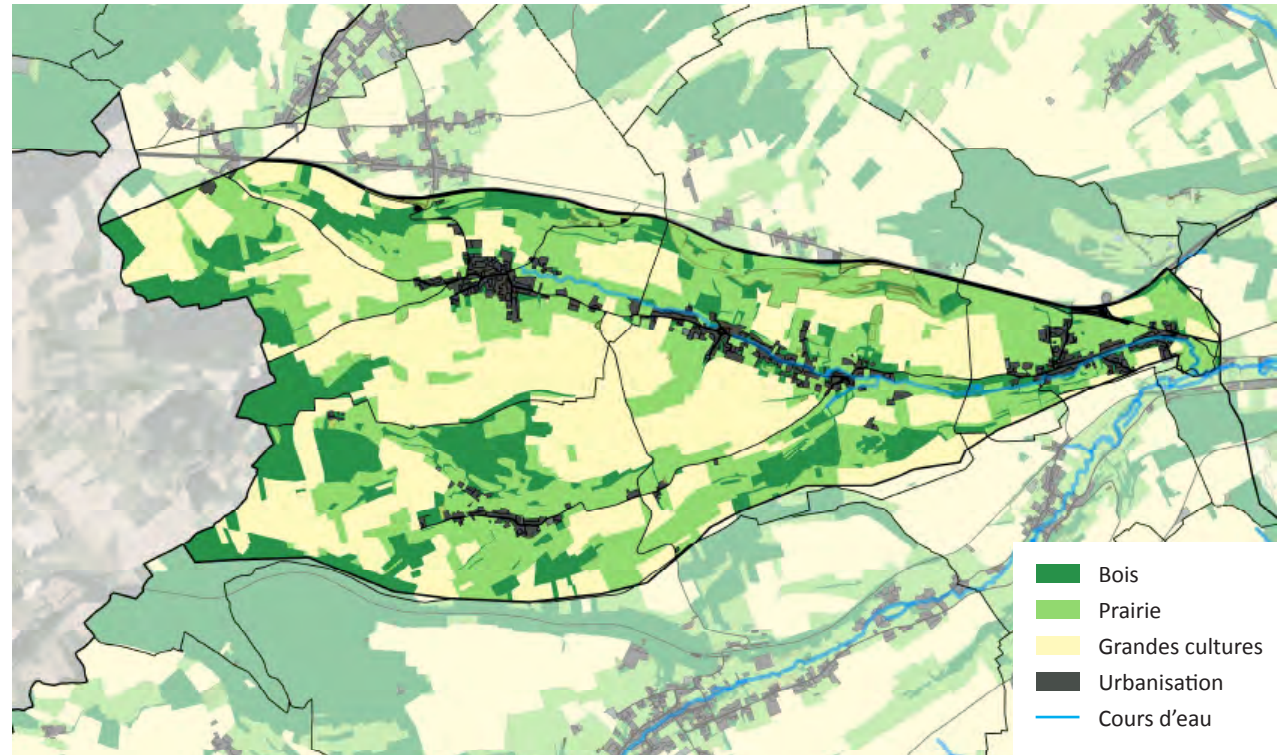 Bois
Prairie
Grandes cultures
Urbanisation
Cours d’eau